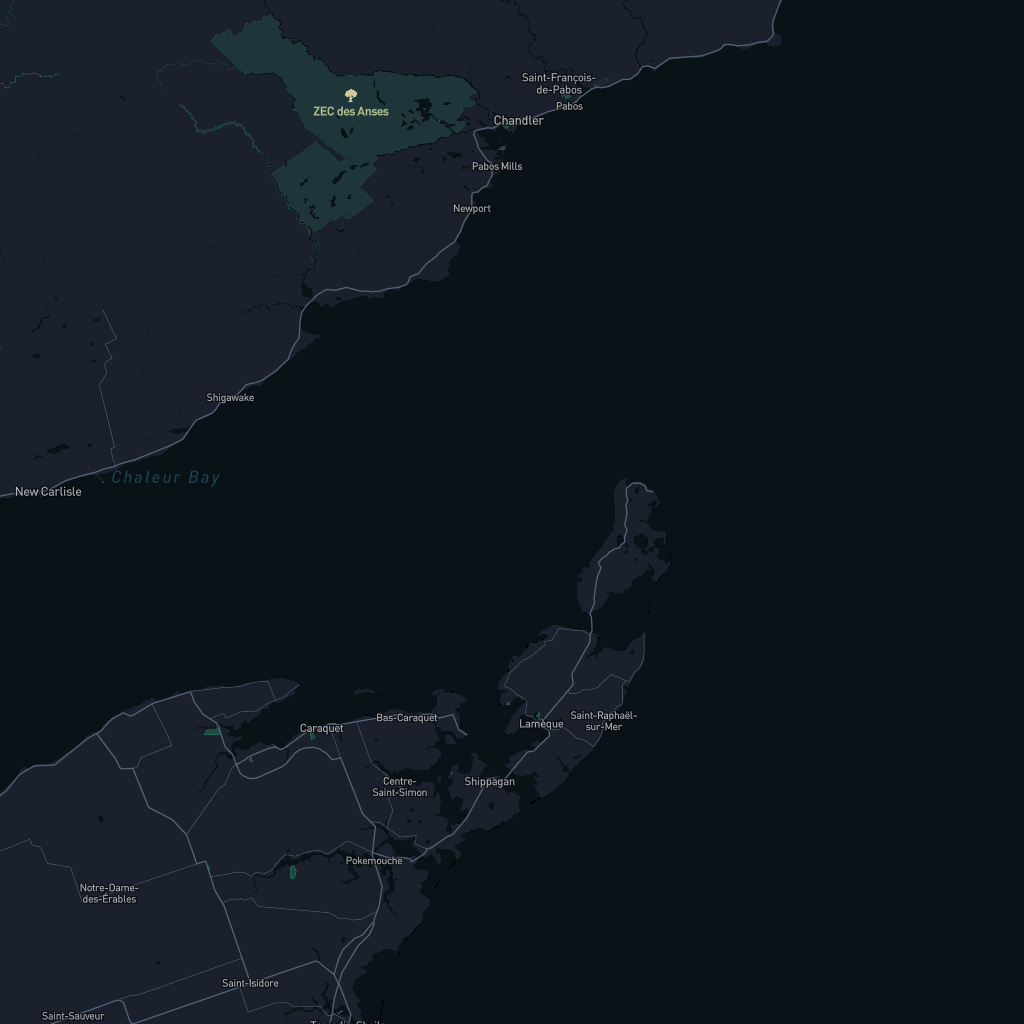 Saint-François-
de-Pabos
Pabos
ZEC des Anses
Chandler
Pabos Mills
Newport
Shigawake
Chaleur Bay
New Carlisle
Bas-Caraquet
Saint-Raphaël-
sur-Mer
Lamèque
Caraquet
Centre-
Saint-Simon
Shippagan
Pokemouche
Notre-Dame-
des-Érables
Saint-Isidore
Saint-Sauveur